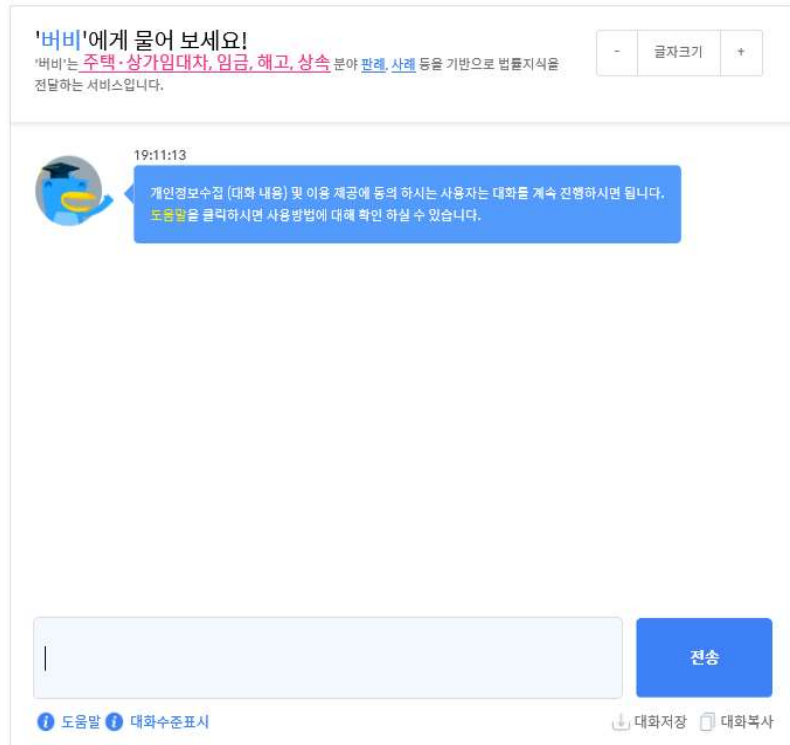 '버비'에게 물어 보세요!
'버비'는 주택·상가임대차, 임금, 해고, 상속 분야 판례, 사례 등을 기반으로 법률지식을
전달하는 서비스입니다.
- 글자크기 +
19:11:13
개인정보수집 (대화 내용) 및 이용 제공에 동의 하시는 사용자는 대화를 계속 진행하시면 됩니다.
도움말을 클릭하시면 사용방법에 대해 확인 하실 수 있습니다.
전송
도움말 대화수준표시 대화저장 대화복사